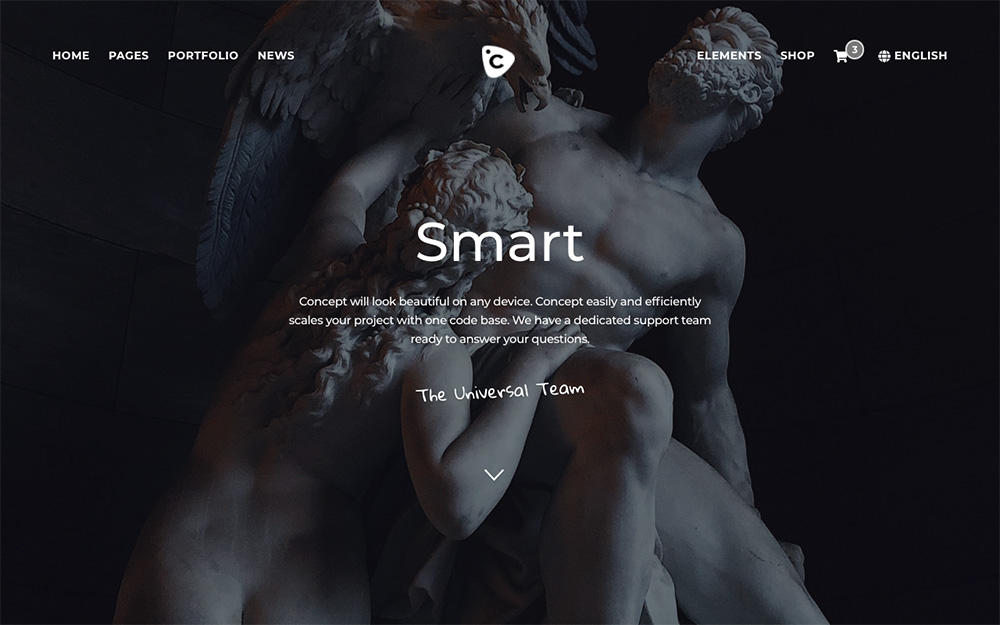 HOME PAGES PORTFOLIO NEWS C ELEMENTS SHOP 3 ENGLISH
Smart
Concept will look beautiful on any device. Concept easily and efficiently
scales your project with one code base. We have a dedicated support team
ready to answer your questions.
The Universal Team